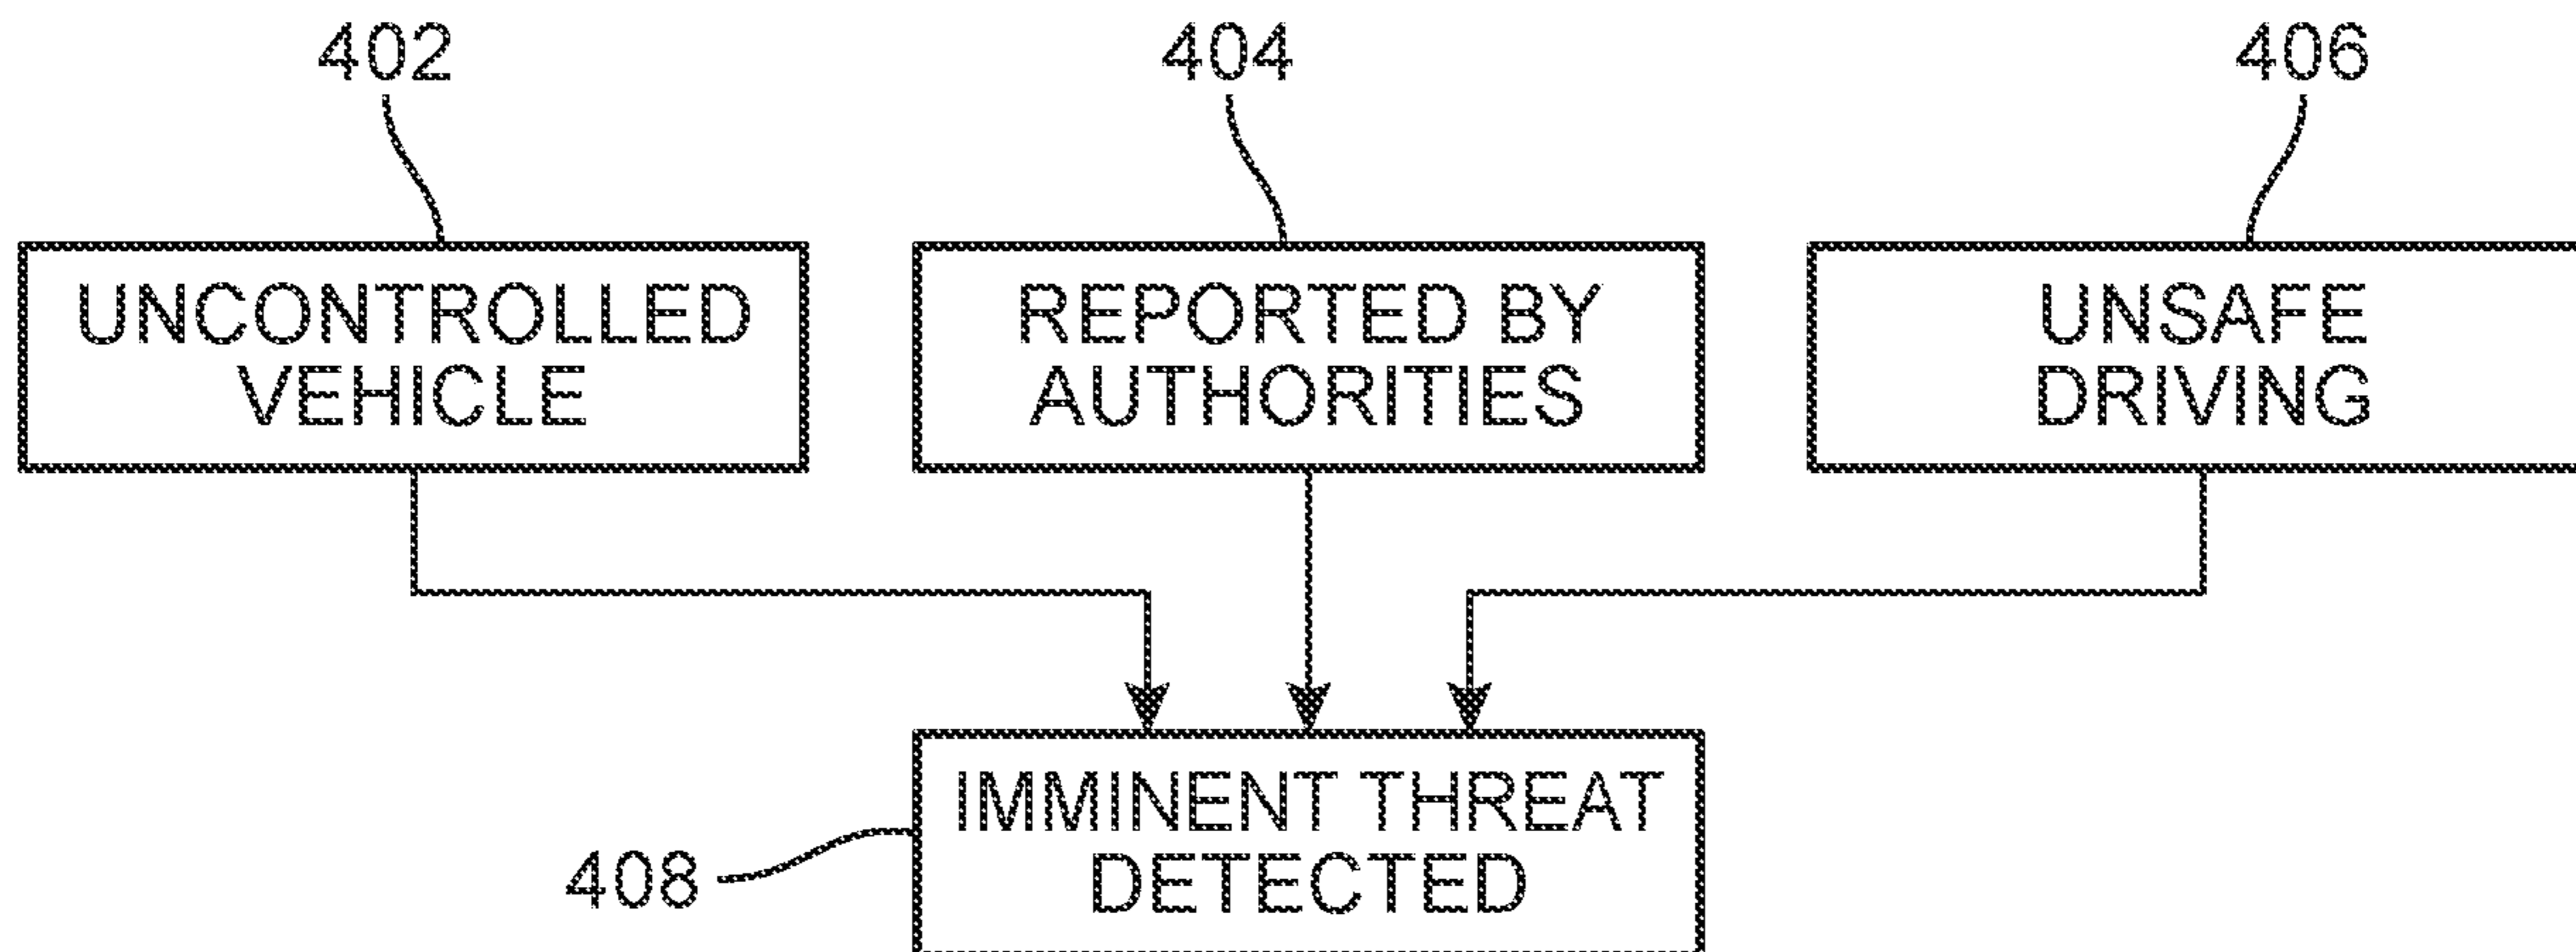 402
404
406
UNCONTROLLED
VEHICLE
REPORTED BY
AUTHORITIES
UNSAFE
DRIVING
IMMINENT THREAT
DETECTED
408